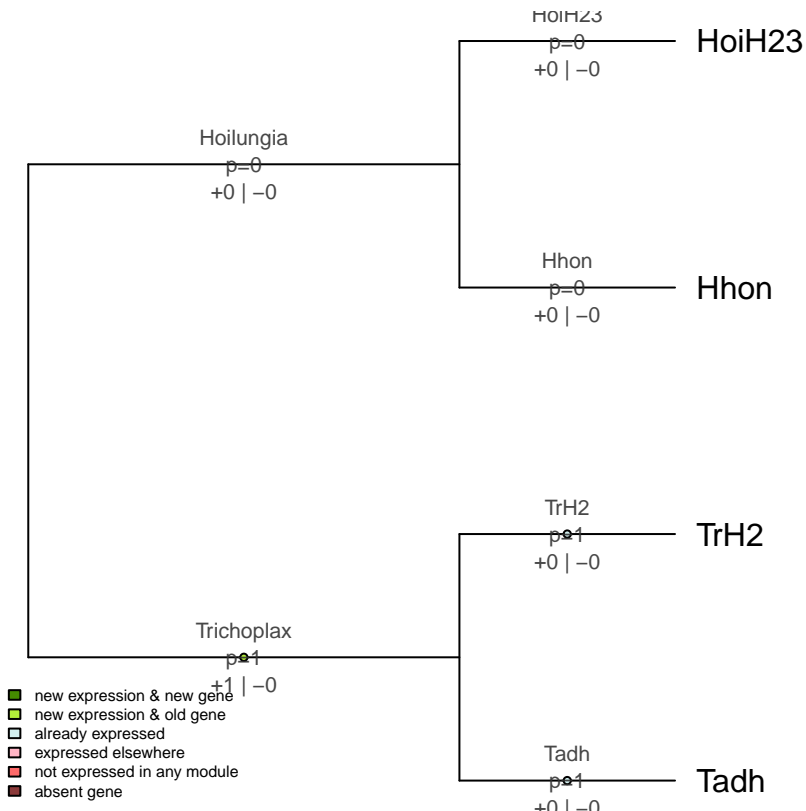 HoiH23
p=0
+0 | −0
HoiH23
Hoilungia
p=0
+0 | −0
Hhon
p=0
+0 | −0
Hhon
TrH2
p=1
+0 | −0
TrH2
Trichoplax
p=1
+1 | −0
new expression & new gene
new expression & old gene
already expressed
expressed elsewhere
not expressed in any module
absent gene
Tadh
p=1
+0 | −0
Tadh